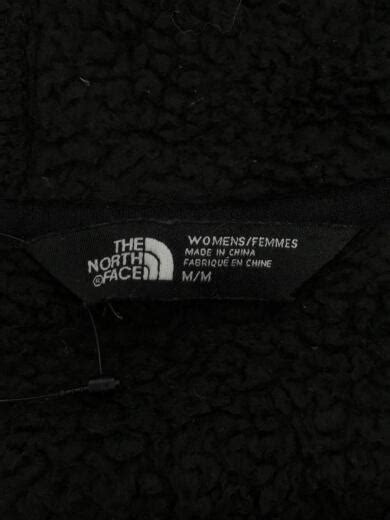 THE
NORTH
FACE
WOMENS/FEMMES
MADE IN CHINA
FABRIQUÉ EN CHINE
M/M